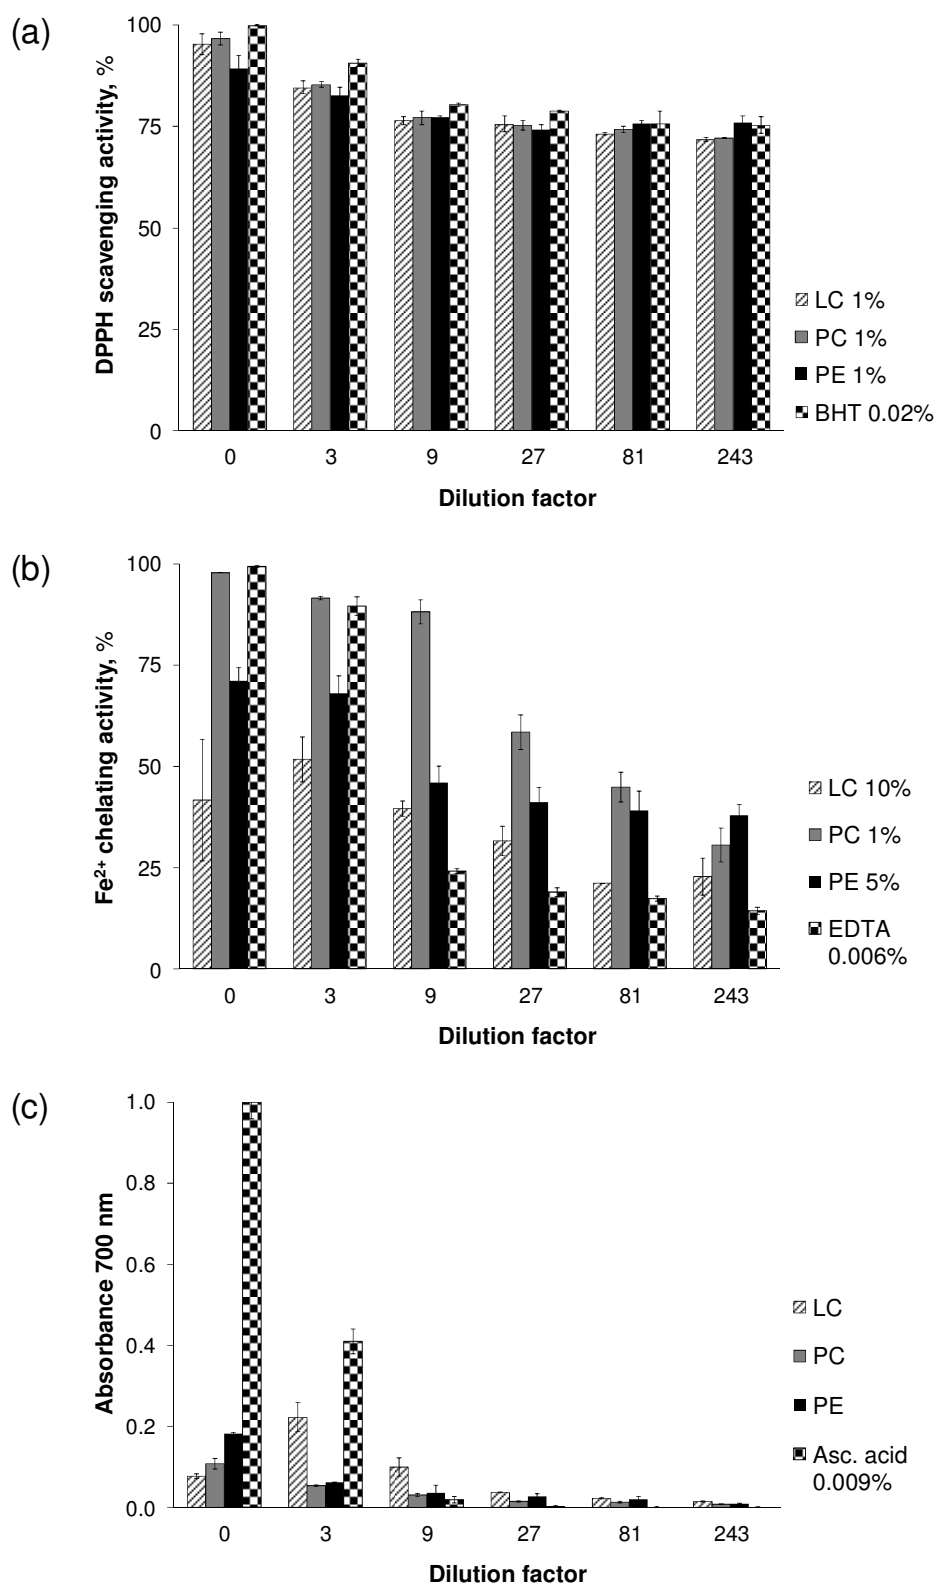 (a)
DPPH scavenging activity, %
100
75
50
25
0
0 3 9 27 81 243
Dilution factor
LC 1%
PC 1%
PE 1%
BHT 0.02%
(b)
Fe²⁺ chelating activity, %
100
75
50
25
0
0 3 9 27 81 243
Dilution factor
LC 10%
PC 1%
PE 5%
EDTA
0.006%
(c)
Absorbance 700 nm
1.0
0.8
0.6
0.4
0.2
0.0
0 3 9 27 81 243
Dilution factor
LC
PC
PE
Asc. acid
0.009%